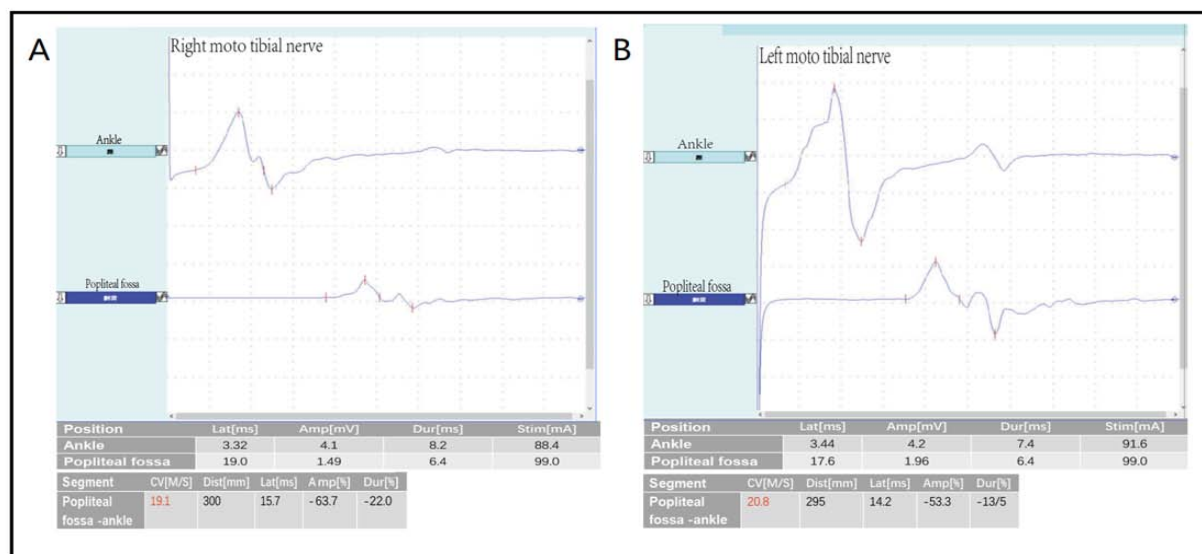 A
Right moto tibial nerve
Ankle
Popliteal fossa
Position Lat[ms] Amp[mV] Dur[ms] Stim[mA]
Ankle 3.32 4.1 8.2 88.4
Popliteal fossa 19.0 1.49 6.4 99.0
Segment CV[M/S] Dist[mm] Lat[ms] Amp[%] Dur[%]
Popliteal fossa -ankle 19.1 300 15.7 -63.7 -22.0
B
Left moto tibial nerve
Ankle
Popliteal fossa
Position Lat[ms] Amp[mV] Dur[ms] Stim[mA]
Ankle 3.44 4.2 7.4 91.6
Popliteal fossa 17.6 1.96 6.4 99.0
Segment CV[M/S] Dist[mm] Lat[ms] Amp[%] Dur[%]
Popliteal fossa -ankle 20.8 295 14.2 -53.3 -13/5